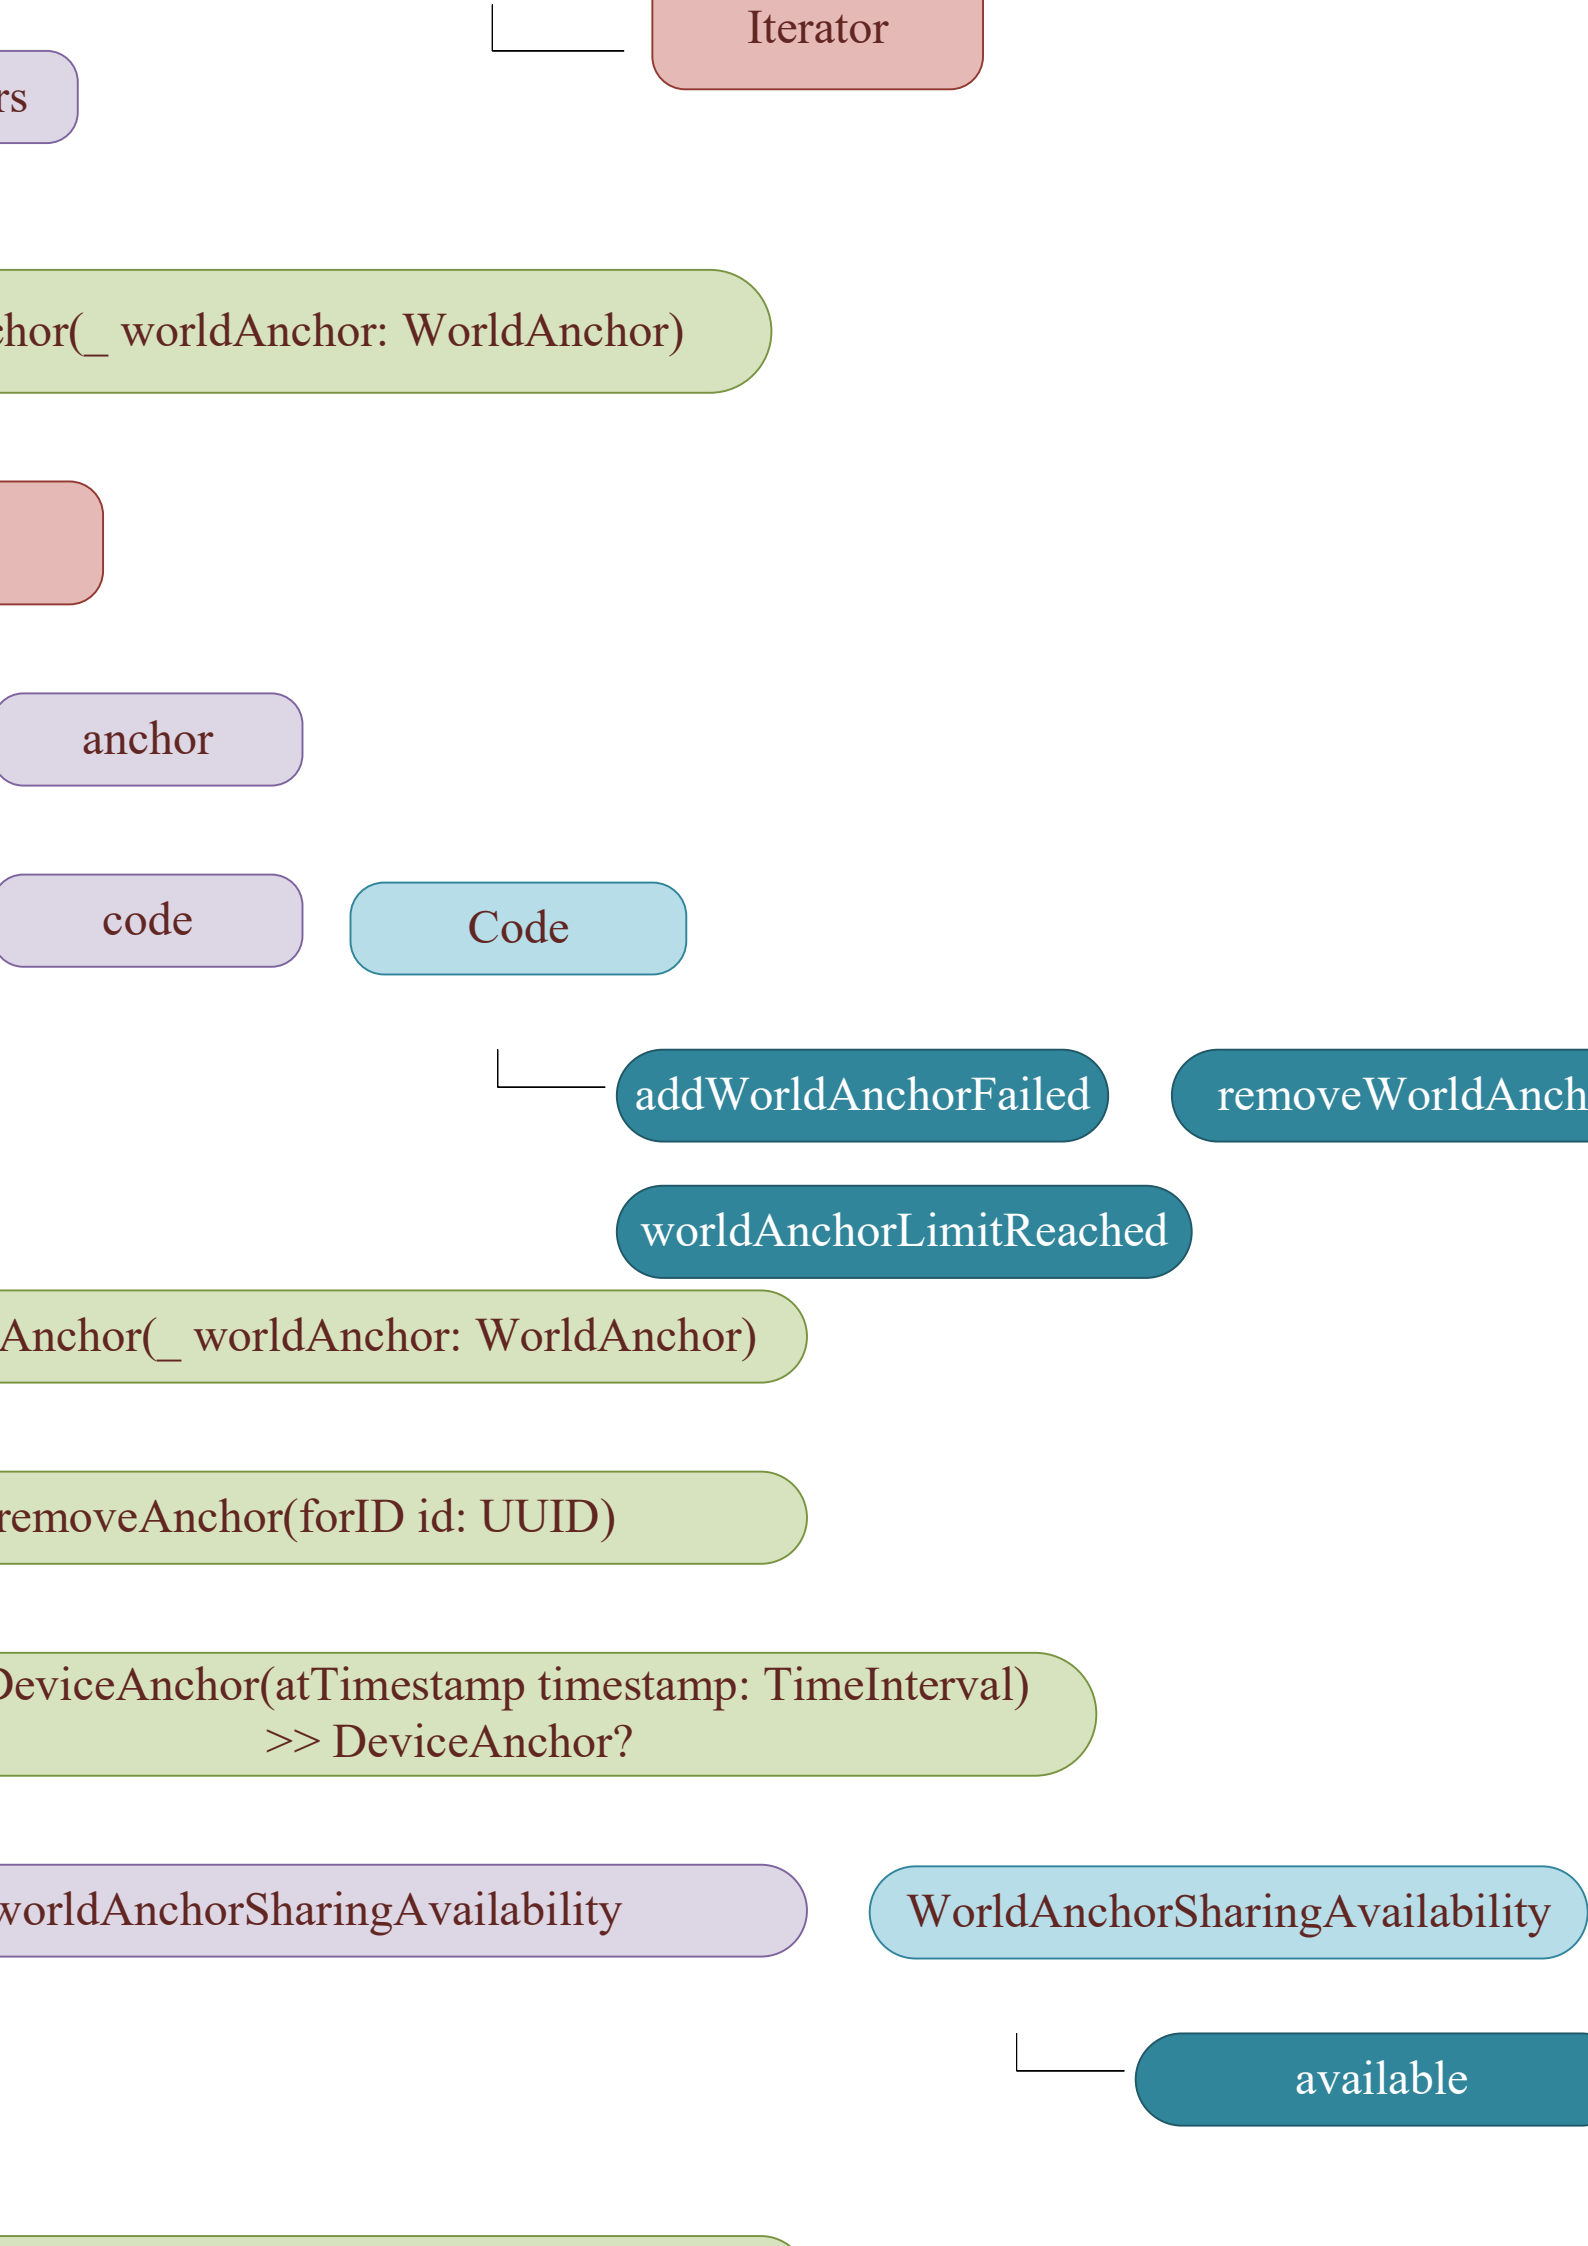 Iterator
rs
chor(_ worldAnchor: WorldAnchor)
anchor
code
Code
addWorldAnchorFailed
removeWorldAnch
worldAnchorLimitReached
Anchor(_ worldAnchor: WorldAnchor)
removeAnchor(forID id: UUID)
DeviceAnchor(atTimestamp timestamp: TimeInterval)
>> DeviceAnchor?
worldAnchorSharingAvailability
WorldAnchorSharingAvailability
available